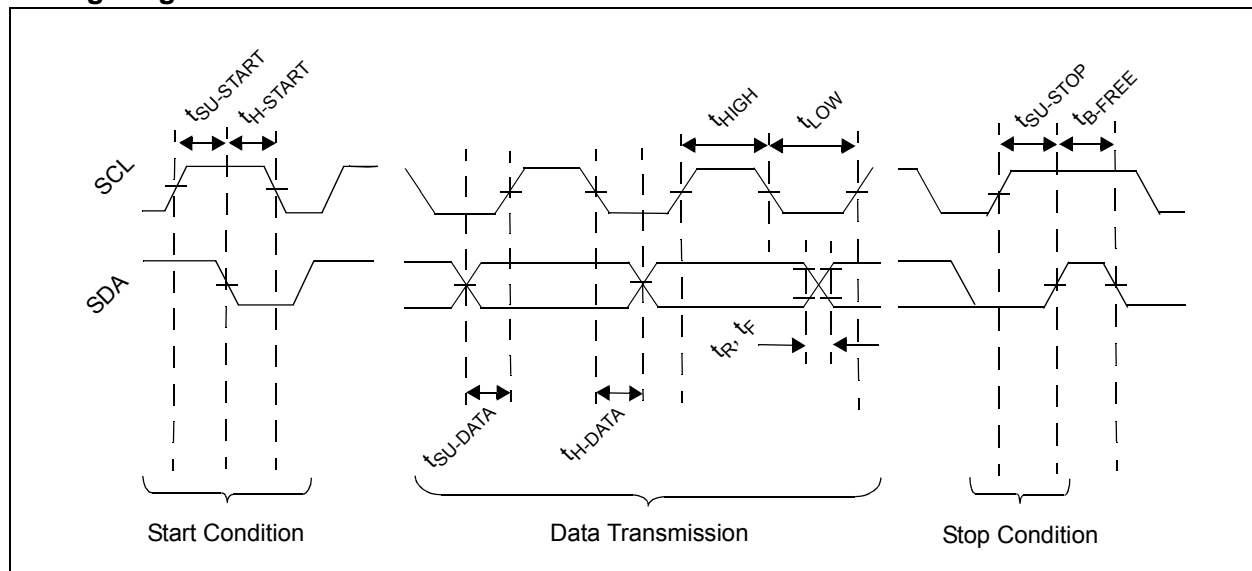 tSU-START
tH-START
tHIGH
tLOW
tSU-STOP
tB-FREE
SCL
SDA
tR, tF
tSU-DATA
tH-DATA
Start Condition
Data Transmission
Stop Condition